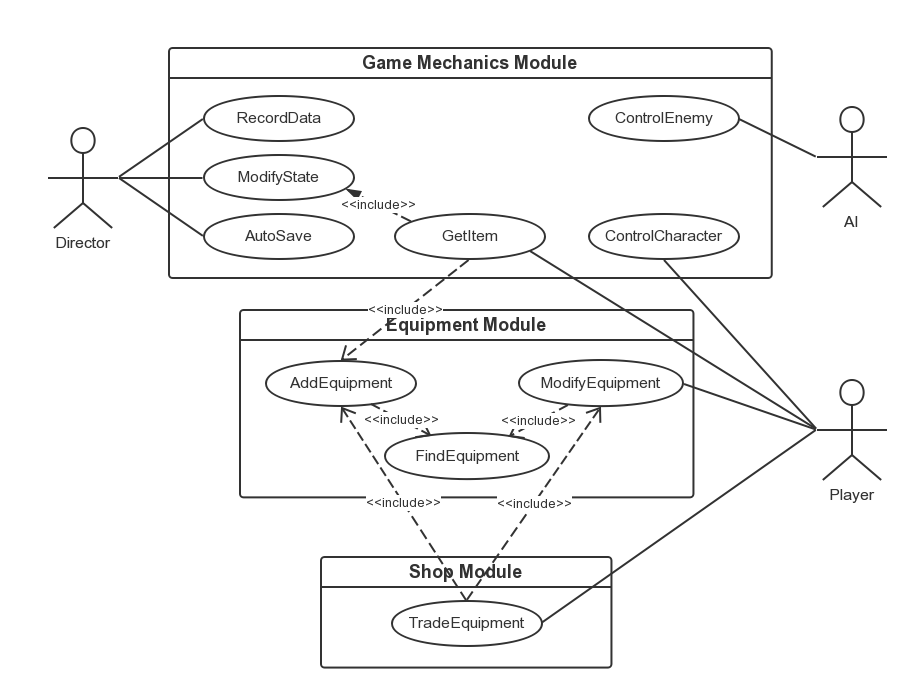 Game Mechanics Module
RecordData
ControlEnemy
ModifyState
<<include>>
AutoSave
GetItem
ControlCharacter
Director
AI
<<include>>
Equipment Module
AddEquipment
ModifyEquipment
<<include>>
<<include>>
FindEquipment
Player
<<include>>
<<include>>
Shop Module
TradeEquipment